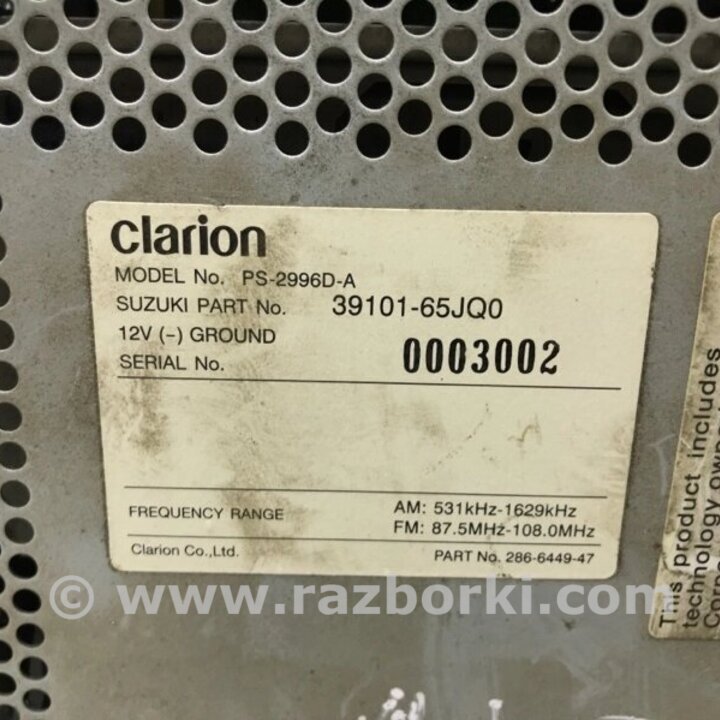 Clarion
MODEL No. PS-2996D-A
SUZUKI PART No. 39101-65JQ0
12V (-) GROUND
SERIAL No. 0003002
FREQUENCY RANGE AM: 531kHz-1629kHz
FM: 87.5MHz-108.0MHz
Clarion Co.,Ltd. PART No. 286-6449-47
This product includes
technology
© www.razborki.com